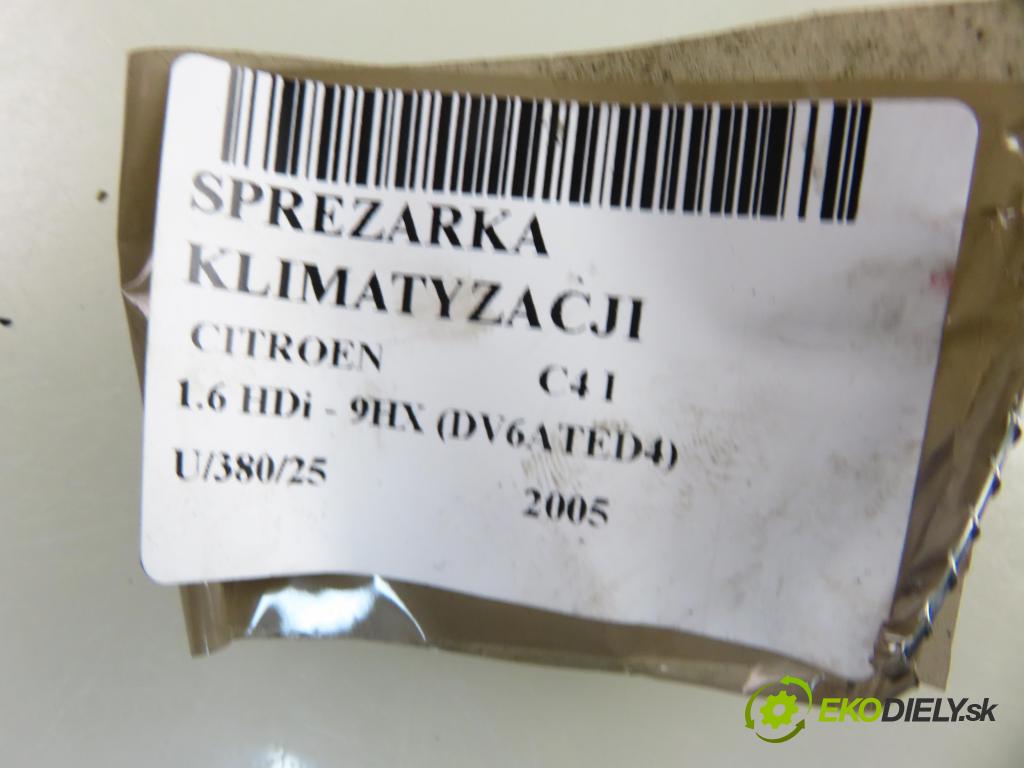 SPREZARKA
KLIMATYZACJI
CITROEN C4 I
1.6 HDi - 9HX (DV6ATED4)
U/380/25 2005
EKODIELY.sk